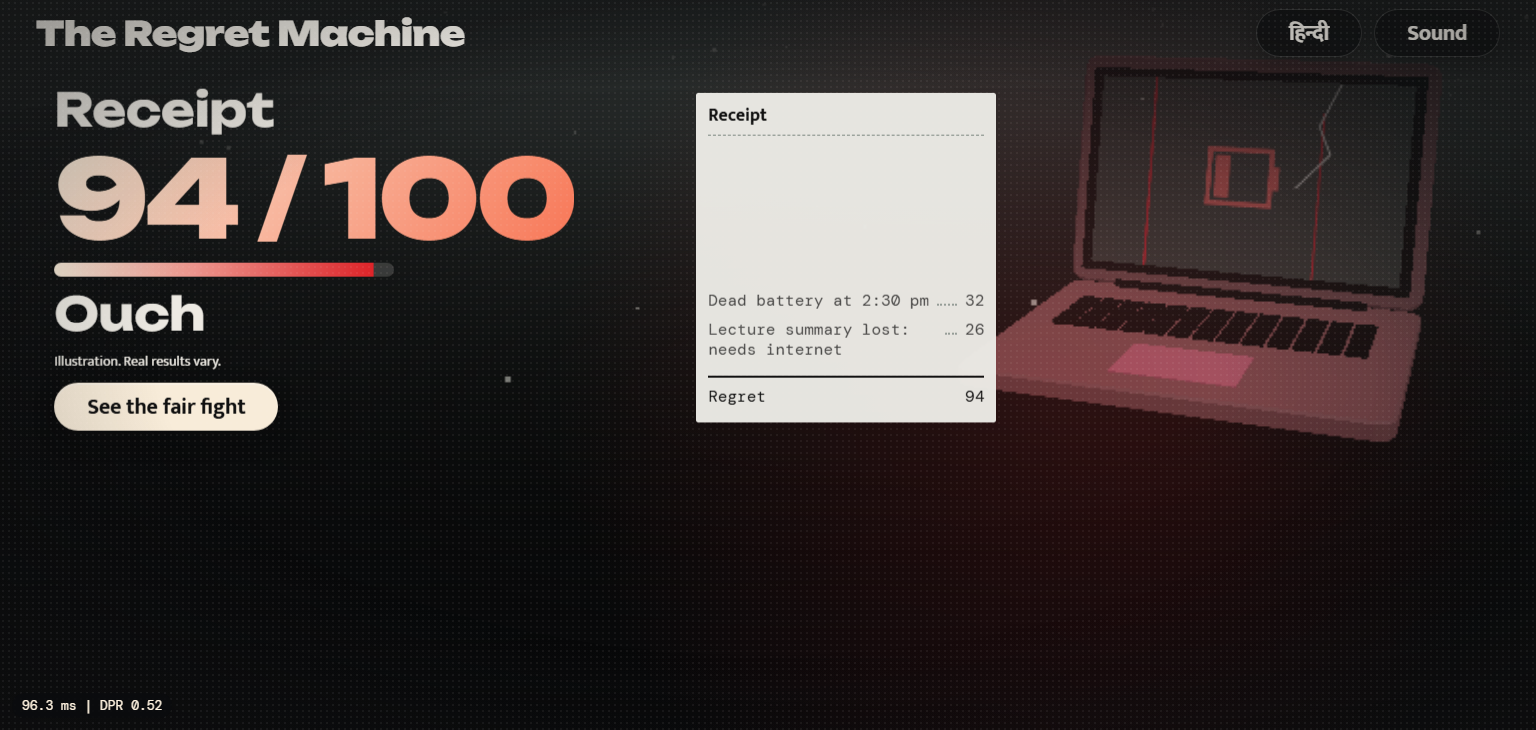 The Regret Machine
हिन्दी
Sound
Receipt
94/100
Ouch
Illustration. Real results vary.
See the fair fight
Receipt
Dead battery at 2:30 pm ...... 32
Lecture summary lost: .... 26
needs internet
Regret 94
96.3 ms | DPR 0.52